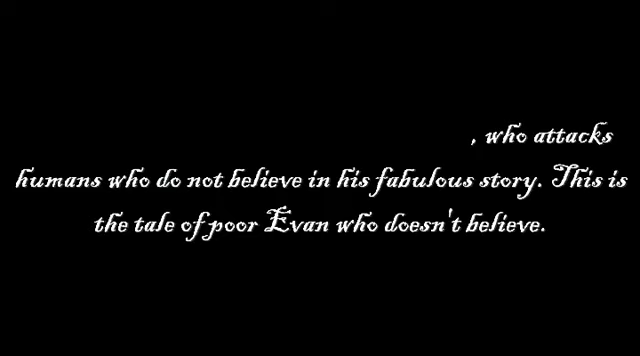 , who attacks
humans who do not believe in his fabulous story. This is
the tale of poor Evan who doesn't believe.